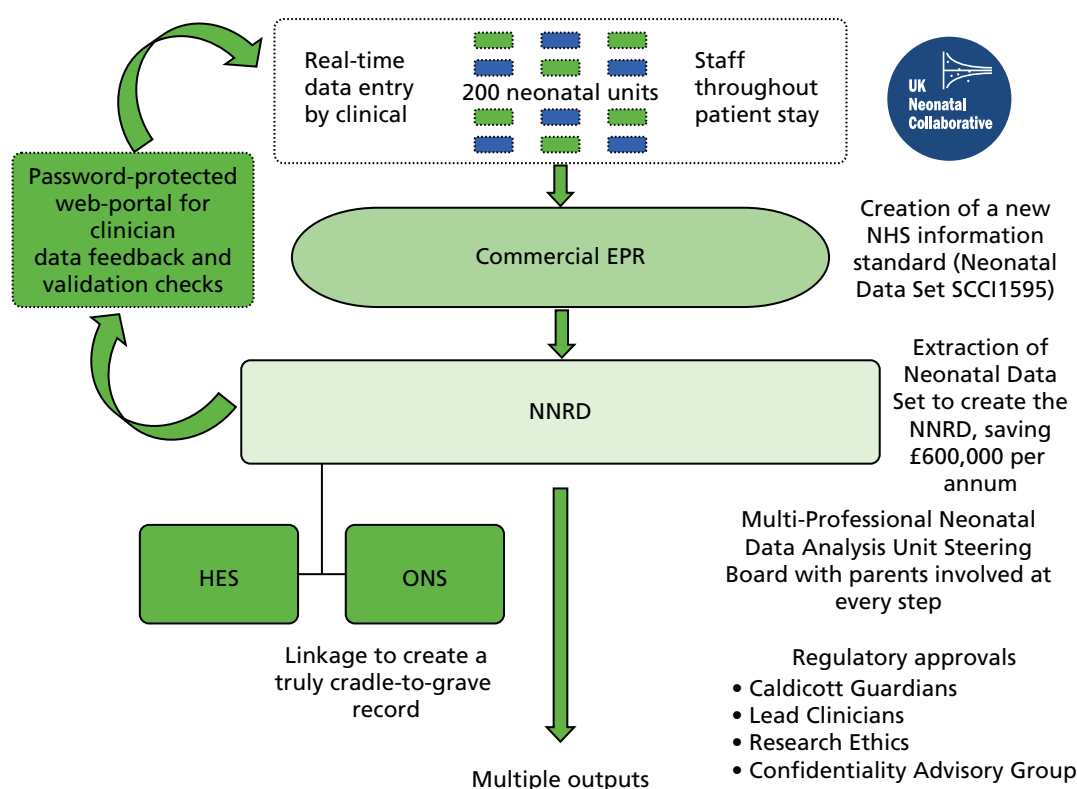 Real-time
data entry
by clinical
200 neonatal units
Staff
throughout
patient stay
UK
Neonatal
Collaborative
Password-protected
web-portal for
clinician
data feedback and
validation checks
Commercial EPR
Creation of a new
NHS information
standard (Neonatal
Data Set SCCI1595)
NNRD
Extraction of
Neonatal Data
Set to create the
NNRD, saving
£600,000 per
annum
HES
ONS
Multi-Professional Neonatal
Data Analysis Unit Steering
Board with parents involved at
every step
Linkage to create a
truly cradle-to-grave
record
Regulatory approvals
• Caldicott Guardians
• Lead Clinicians
• Research Ethics
• Confidentiality Advisory Group
Multiple outputs